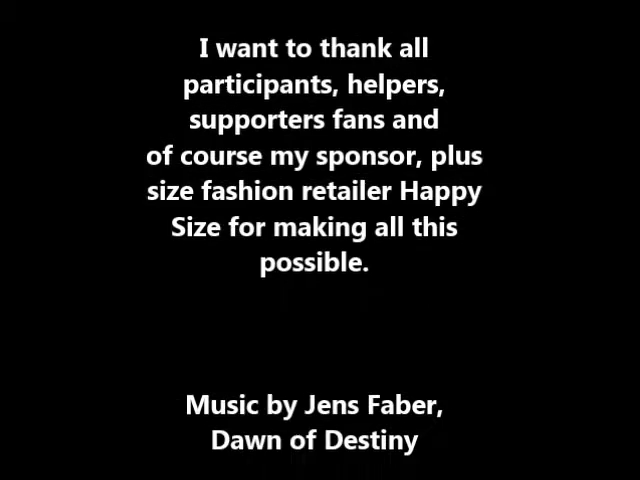 I want to thank all
participants, helpers,
supporters fans and
of course my sponsor, plus
size fashion retailer Happy
Size for making all this
possible.
Music by Jens Faber,
Dawn of Destiny